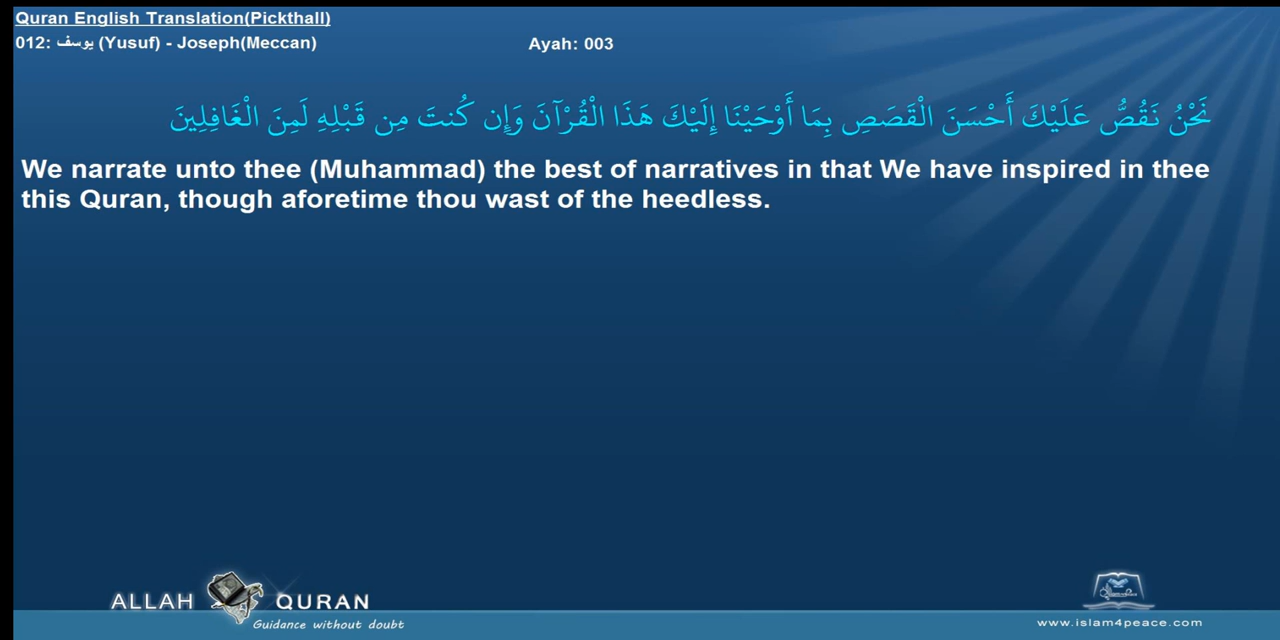 Quran English Translation(Pickthall)
012: يوسف (Yusuf) - Joseph(Meccan) Ayah: 003
نَحْنُ نَقُصُّ عَلَيْكَ أَحْسَنَ الْقَصَصِ بِمَا أَوْحَيْنَا إِلَيْكَ هَذَا الْقُرْآنَ وَإِن كُنتَ مِن قَبْلِهِ لَمِنَ الْغَافِلِينَ
We narrate unto thee (Muhammad) the best of narratives in that We have inspired in thee
this Quran, though aforetime thou wast of the heedless.
ALLAH QURAN
Guidance without doubt
www.islam4peace.com